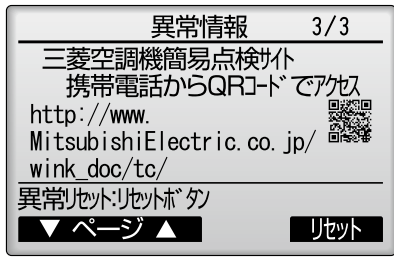 異常情報 3/3
三菱空調機簡易点検ｻｲﾄ
携帯電話からQRｺｰﾄﾞでｱｸｾｽ
http://www.
MitsubishiElectric.co.jp/
wink_doc/tc/
異常ﾘｾｯﾄ:ﾘｾｯﾄﾎﾞﾀﾝ
▼ ページ ▲ ﾘｾｯﾄ